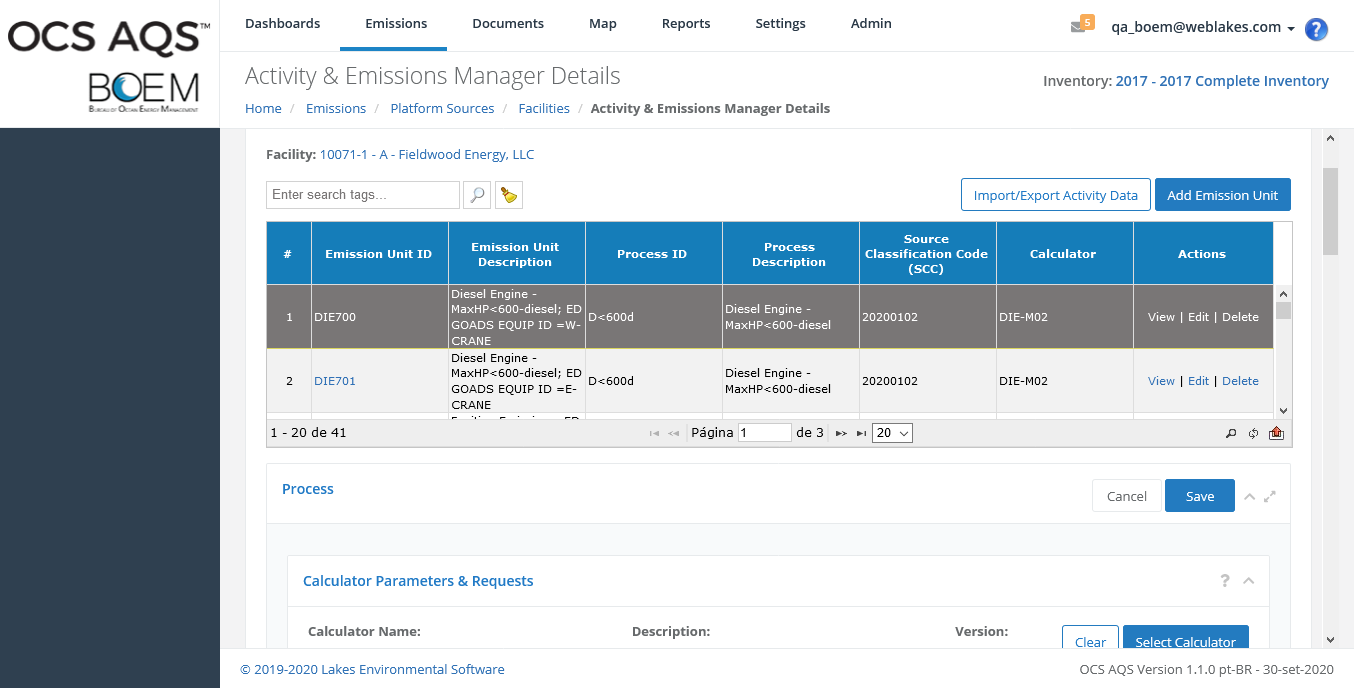 OCS AQS™
BOEM
BUREAU OF OCEAN ENERGY MANAGEMENT
Dashboards Emissions Documents Map Reports Settings Admin
5 qa_boem@weblakes.com ?
Activity & Emissions Manager Details
Inventory: 2017 - 2017 Complete Inventory
Home / Emissions / Platform Sources / Facilities / Activity & Emissions Manager Details
Facility: 10071-1 - A - Fieldwood Energy, LLC
Enter search tags...
Import/Export Activity Data
Add Emission Unit
#
Emission Unit ID
Emission Unit
Description
Process ID
Process
Description
Source
Classification Code
(SCC)
Calculator
Actions
1
DIE700
Diesel Engine -
MaxHP<600-diesel; ED
GOADS EQUIP ID =W-
CRANE
D<600d
Diesel Engine -
MaxHP<600-diesel
20200102
DIE-M02
View | Edit | Delete
2
DIE701
Diesel Engine -
MaxHP<600-diesel; ED
GOADS EQUIP ID =E-
CRANE
D<600d
Diesel Engine -
MaxHP<600-diesel
20200102
DIE-M02
View | Edit | Delete
1 - 20 de 41
Página 1 de 3
20
Process
Cancel
Save
Calculator Parameters & Requests
?
Calculator Name:
Description:
Version:
Clear
Select Calculator
© 2019-2020 Lakes Environmental Software
OCS AQS Version 1.1.0 pt-BR - 30-set-2020